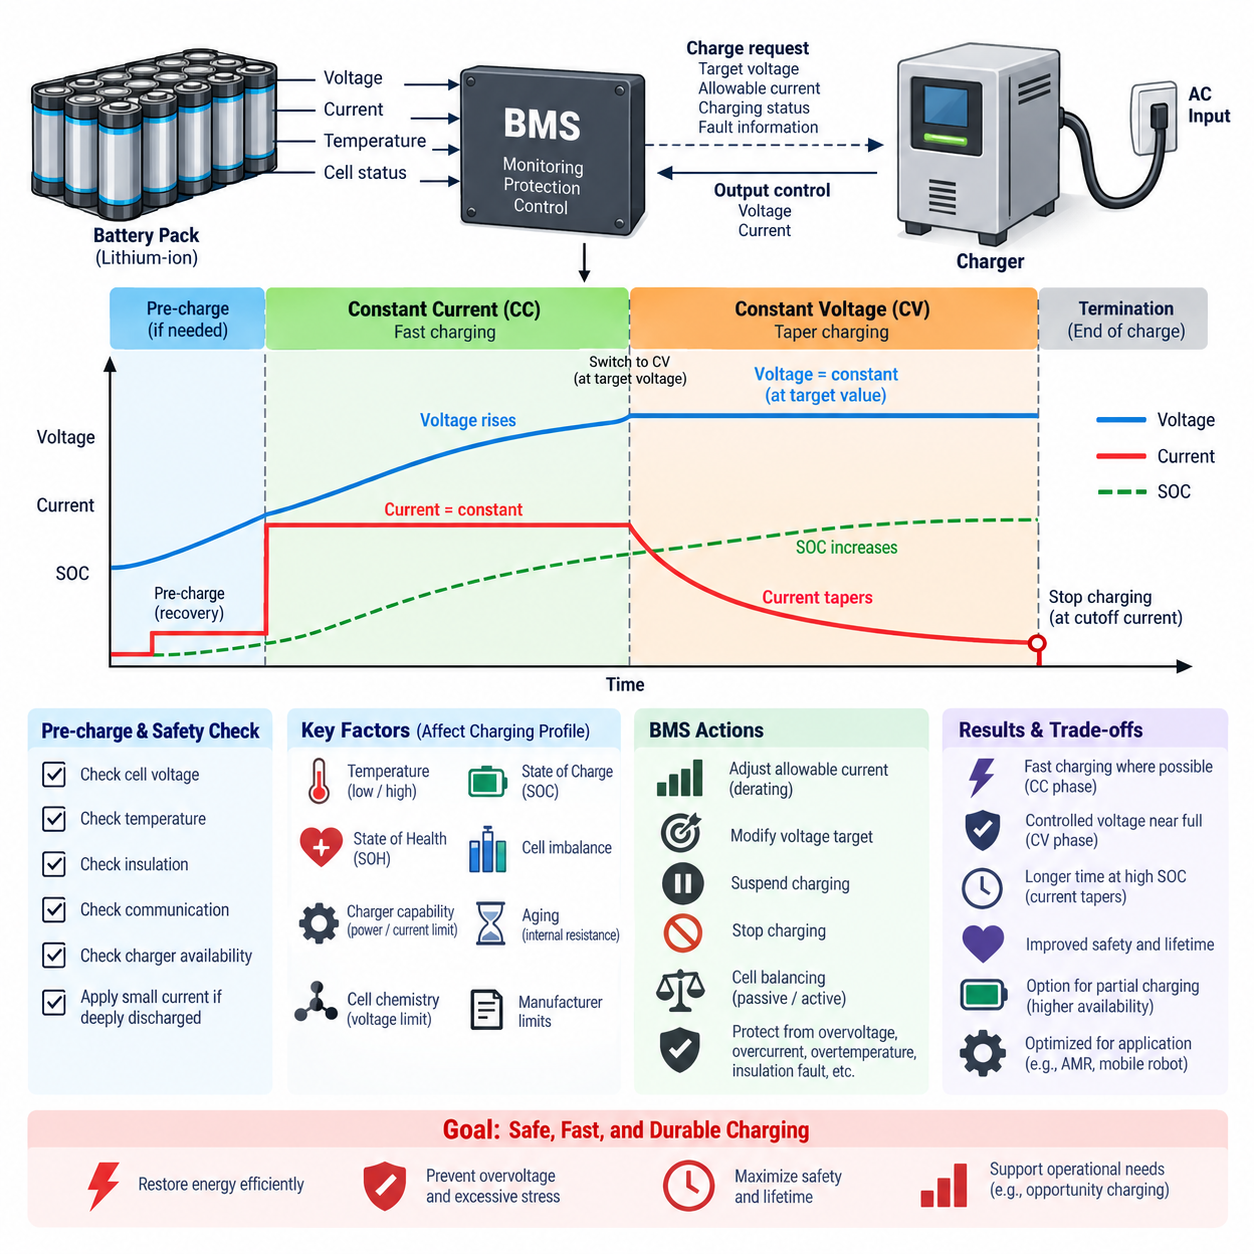 Voltage
Current
Temperature
Cell status
Battery Pack
(Lithium-ion)
BMS
Monitoring
Protection
Control
Charge request
Target voltage
Allowable current
Charging status
Fault information
Output control
Voltage
Current
Charger
AC
Input
Pre-charge
(if needed)
Constant Current (CC)
Fast charging
Constant Voltage (CV)
Taper charging
Termination
(End of charge)
Switch to CV
(at target voltage)
Voltage = constant
(at target value)
Voltage rises
Voltage
Current
SOC
Current = constant
Pre-charge
(recovery)
SOC increases
Current tapers
Voltage
Current
SOC
Stop charging
(at cutoff current)
Time
Pre-charge & Safety Check
Check cell voltage
Check temperature
Check insulation
Check communication
Check charger availability
Apply small current if
deeply discharged
Key Factors (Affect Charging Profile)
Temperature
(low / high)
State of Charge
(SOC)
State of Health
(SOH)
Cell imbalance
Charger capability
(power / current limit)
Aging
(internal resistance)
Cell chemistry
(voltage limit)
Manufacturer
limits
BMS Actions
Adjust allowable current
(derating)
Modify voltage target
Suspend charging
Stop charging
Cell balancing
(passive / active)
Protect from overvoltage,
overcurrent, overtemperature,
insulation fault, etc.
Results & Trade-offs
Fast charging where possible
(CC phase)
Controlled voltage near full
(CV phase)
Longer time at high SOC
(current tapers)
Improved safety and lifetime
Option for partial charging
(higher availability)
Optimized for application
(e.g., AMR, mobile robot)
Goal: Safe, Fast, and Durable Charging
Restore energy efficiently
Prevent overvoltage
and excessive stress
Maximize safety
and lifetime
Support operational needs
(e.g., opportunity charging)